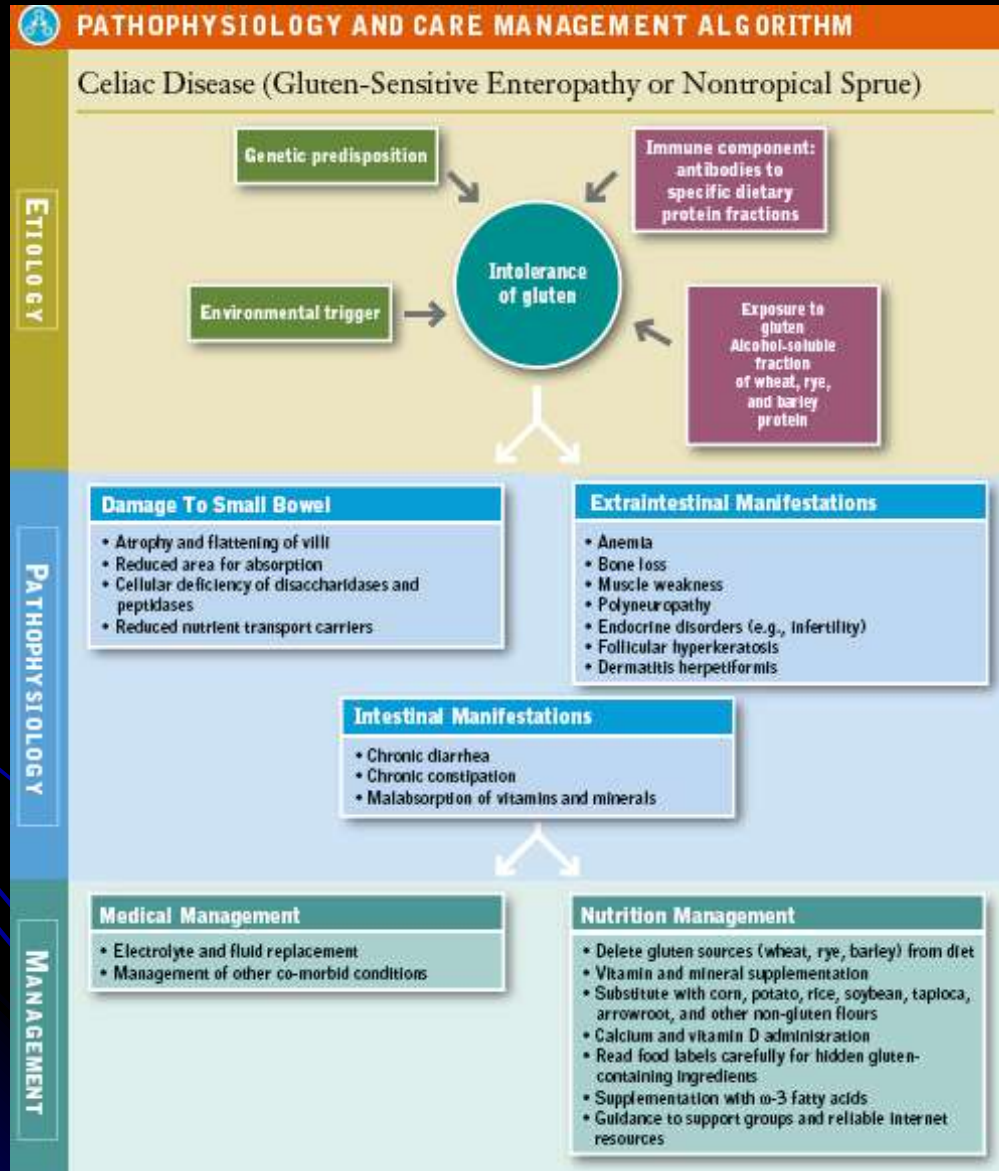 PATHOPHYSIOLOGY AND CARE MANAGEMENT ALGORITHM
Celiac Disease (Gluten-Sensitive Enteropathy or Nontropical Sprue)
ETIOLOGY
Genetic predisposition
Immune component:
antibodies to
specific dietary
protein fractions
Intolerance
of gluten
Environmental trigger
Exposure to
gluten
Alcohol-soluble
fraction
of wheat, rye,
and barley
protein
PATHOPHYSIOLOGY
Damage To Small Bowel
• Atrophy and flattening of villi
• Reduced area for absorption
• Cellular deficiency of disaccharidases and
peptidases
• Reduced nutrient transport carriers
Extraintestinal Manifestations
• Anemia
• Bone loss
• Muscle weakness
• Polyneuropathy
• Endocrine disorders (e.g., infertility)
• Follicular hyperkeratosis
• Dermatitis herpetiformis
Intestinal Manifestations
• Chronic diarrhea
• Chronic constipation
• Malabsorption of vitamins and minerals
MANAGEMENT
Medical Management
• Electrolyte and fluid replacement
• Management of other co-morbid conditions
Nutrition Management
• Delete gluten sources (wheat, rye, barley) from diet
• Vitamin and mineral supplementation
• Substitute with corn, potato, rice, soybean, tapioca,
arrowroot, and other non-gluten flours
• Calcium and vitamin D administration
• Read food labels carefully for hidden gluten-
containing ingredients
• Supplementation with ω-3 fatty acids
• Guidance to support groups and reliable internet
resources